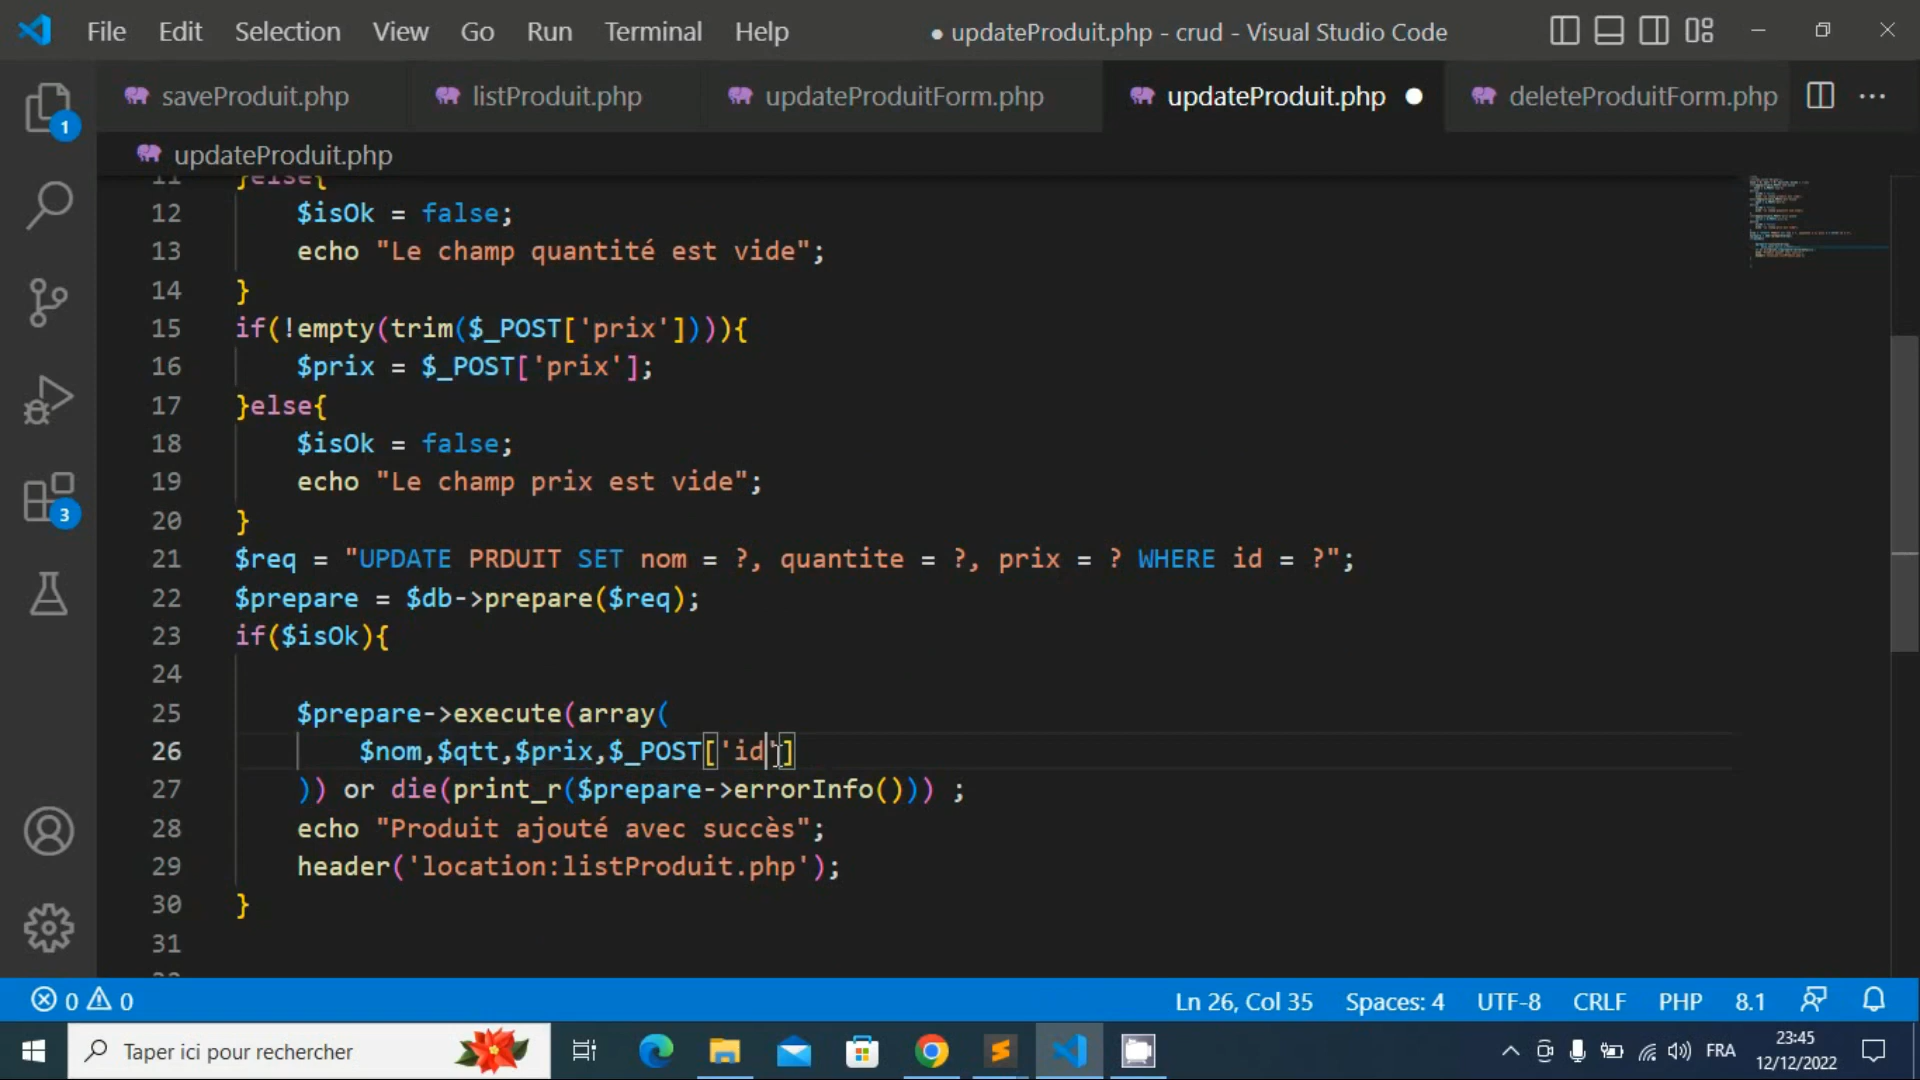 File Edit Selection View Go Run Terminal Help ● updateProduit.php - crud - Visual Studio Code
saveProduit.php listProduit.php updateProduitForm.php updateProduit.php ● deleteProduitForm.php ···
updateProduit.php
1
3
11 }else{
12 $isOk = false;
13 echo "Le champ quantité est vide";
14 }
15 if(!empty(trim($_POST['prix']))){
16 $prix = $_POST['prix'];
17 }else{
18 $isOk = false;
19 echo "Le champ prix est vide";
20 }
21 $req = "UPDATE PRDUIT SET nom = ?, quantite = ?, prix = ? WHERE id = ?";
22 $prepare = $db->prepare($req);
23 if($isOk){
24
25 $prepare->execute(array(
26 $nom,$qtt,$prix,$_POST['id']
27 )) or die(print_r($prepare->errorInfo())) ;
28 echo "Produit ajouté avec succès";
29 header('location:listProduit.php');
30 }
31
0 0 Ln 26, Col 35 Spaces: 4 UTF-8 CRLF PHP 8.1
Taper ici pour rechercher FRA 23:45
12/12/2022